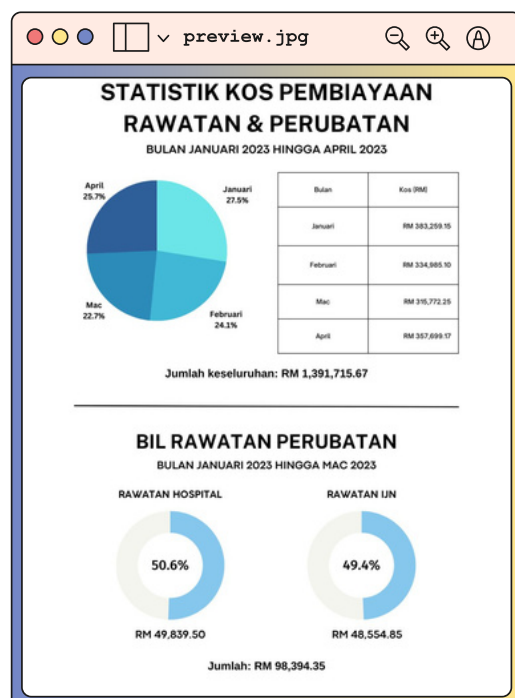 preview.jpg
STATISTIK KOS PEMBIAYAAN
RAWATAN & PERUBATAN
BULAN JANUARI 2023 HINGGA APRIL 2023
April
25.7%
Januari
27.5%
Mac
22.7%
Februari
24.1%
Bulan Kos (RM)
Januari RM 383,259.15
Februari RM 334,985.10
Mac RM 315,772.25
April RM 357,699.17
Jumlah keseluruhan: RM 1,391,715.67
BIL RAWATAN PERUBATAN
BULAN JANUARI 2023 HINGGA MAC 2023
RAWATAN HOSPITAL
50.6%
RM 49,839.50
RAWATAN IJN
49.4%
RM 48,554.85
Jumlah: RM 98,394.35